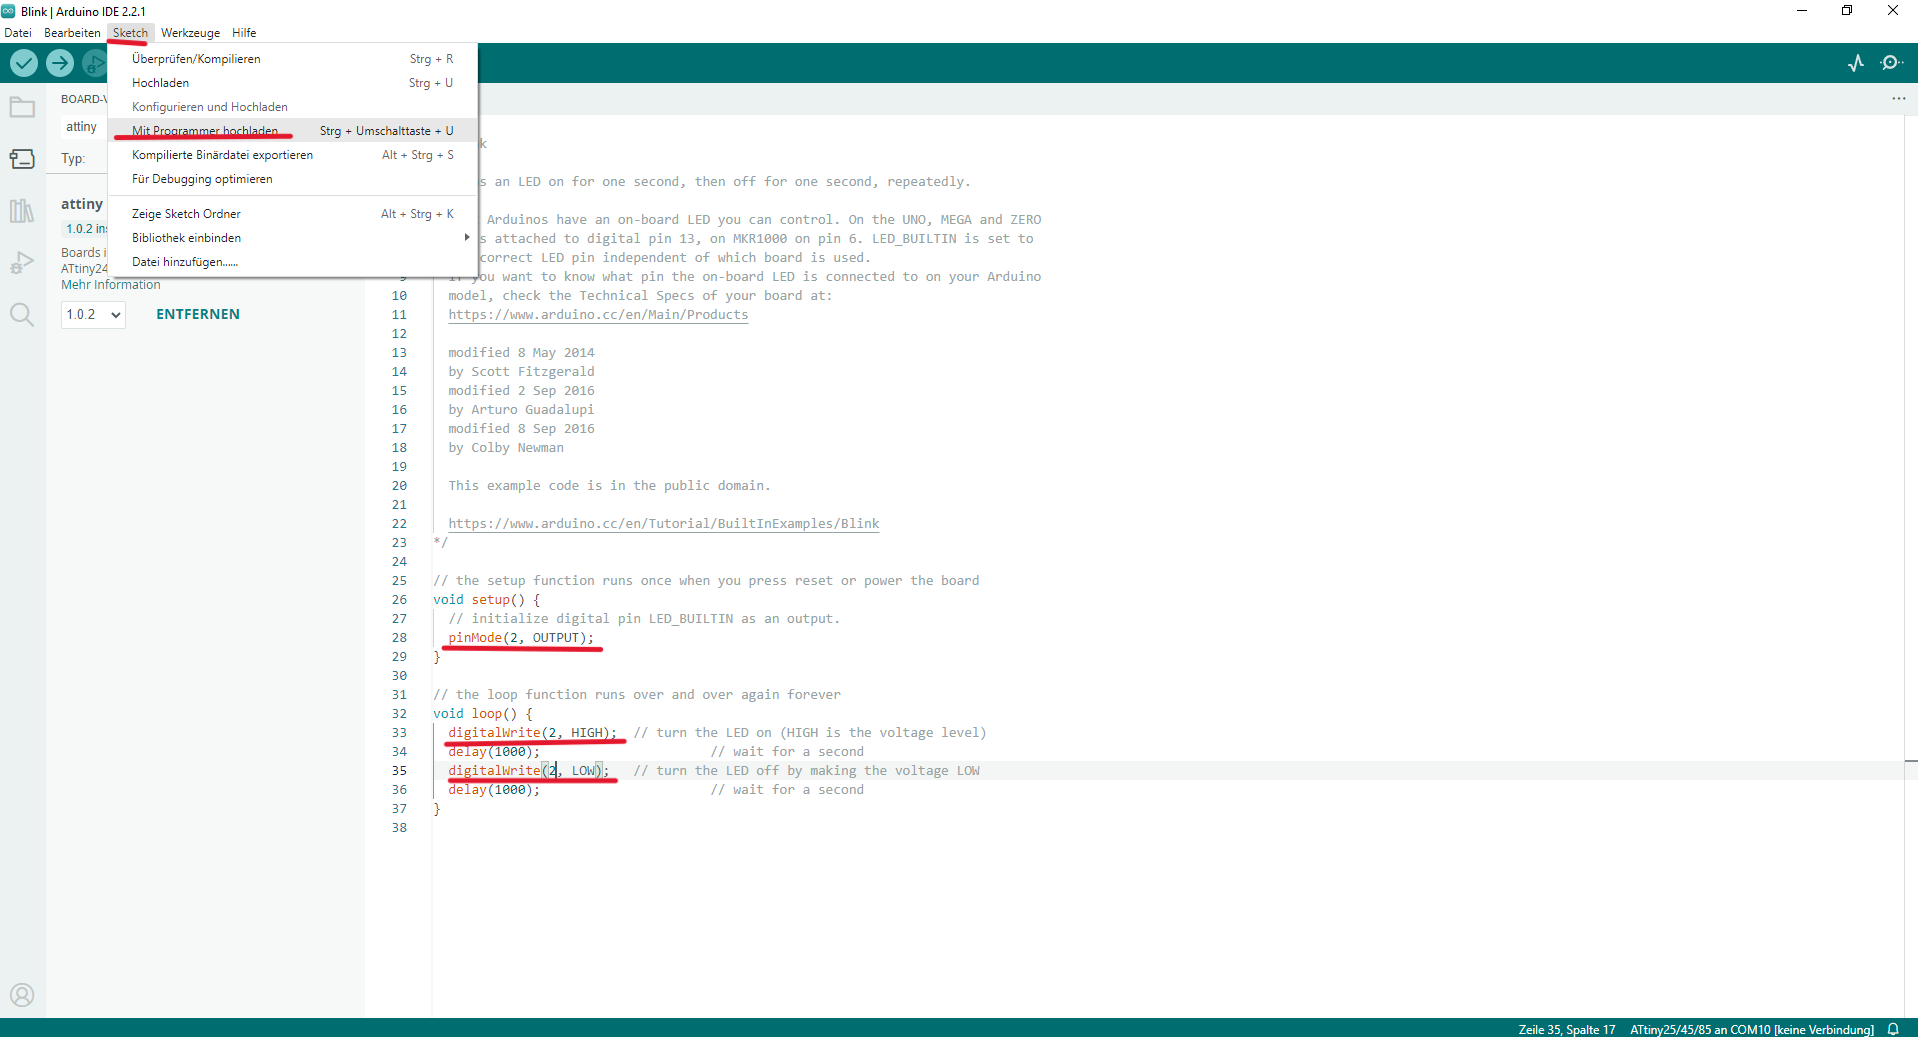 Blink | Arduino IDE 2.2.1
Datei Bearbeiten Sketch Werkzeuge Hilfe
Überprüfen/Kompilieren Strg + R
Hochladen Strg + U
Konfigurieren und Hochladen
Mit Programmer hochladen Strg + Umschalttaste + U
Kompilierte Binärdatei exportieren Alt + Strg + S
Für Debugging optimieren
Zeige Sketch Ordner Alt + Strg + K
Bibliothek einbinden
Datei hinzufügen......
BOARD-V
attiny
Typ:
attiny
1.0.2 ins
Boards i
ATtiny24
Mehr Information
1.0.2 ENTFERNEN
k
s an LED on for one second, then off for one second, repeatedly.
Arduinos have an on-board LED you can control. On the UNO, MEGA and ZERO
s attached to digital pin 13, on MKR1000 on pin 6. LED_BUILTIN is set to
correct LED pin independent of which board is used.
9 If you want to know what pin the on-board LED is connected to on your Arduino
10 model, check the Technical Specs of your board at:
11 https://www.arduino.cc/en/Main/Products
12
13 modified 8 May 2014
14 by Scott Fitzgerald
15 modified 2 Sep 2016
16 by Arturo Guadalupi
17 modified 8 Sep 2016
18 by Colby Newman
19
20 This example code is in the public domain.
21
22 https://www.arduino.cc/en/Tutorial/BuiltInExamples/Blink
23 */
24
25 // the setup function runs once when you press reset or power the board
26 void setup() {
27 // initialize digital pin LED_BUILTIN as an output.
28 pinMode(2, OUTPUT);
29 }
30
31 // the loop function runs over and over again forever
32 void loop() {
33 digitalWrite(2, HIGH); // turn the LED on (HIGH is the voltage level)
34 delay(1000); // wait for a second
35 digitalWrite(2, LOW); // turn the LED off by making the voltage LOW
36 delay(1000); // wait for a second
37 }
38
Zeile 35, Spalte 17 ATtiny25/45/85 an COM10 [keine Verbindung]